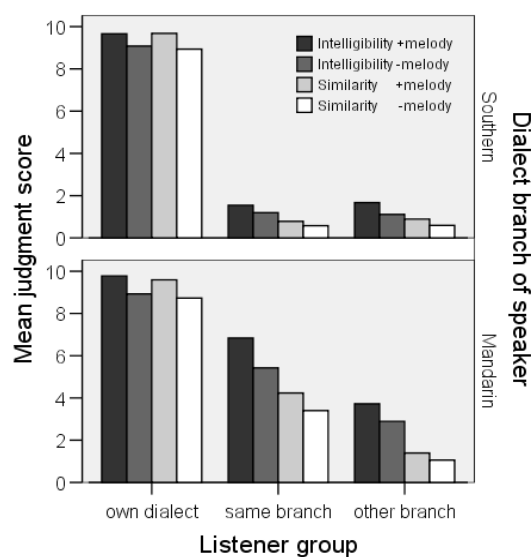 10
8
6
4
2
0
Intelligibility +melody
Intelligibility -melody
Similarity +melody
Similarity -melody
Southern
10
8
6
4
2
0
Mandarin
Mean judgment score
Dialect branch of speaker
own dialect same branch other branch
Listener group